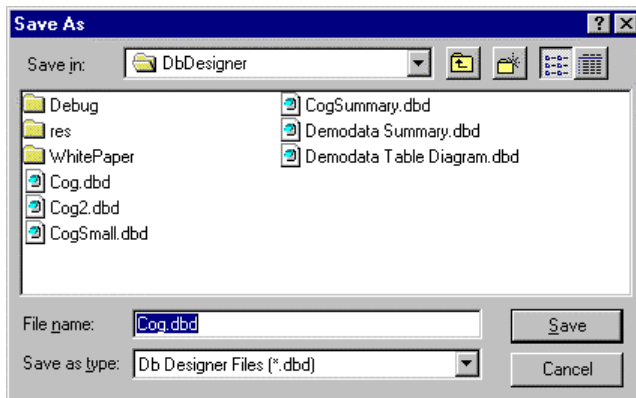 Save As
Save in: DbDesigner
Debug
res
WhitePaper
Cog.dbd
Cog2.dbd
CogSmall.dbd
CogSummary.dbd
Demodata Summary.dbd
Demodata Table Diagram.dbd
File name: Cog.dbd Save
Save as type: Db Designer Files (*.dbd) Cancel